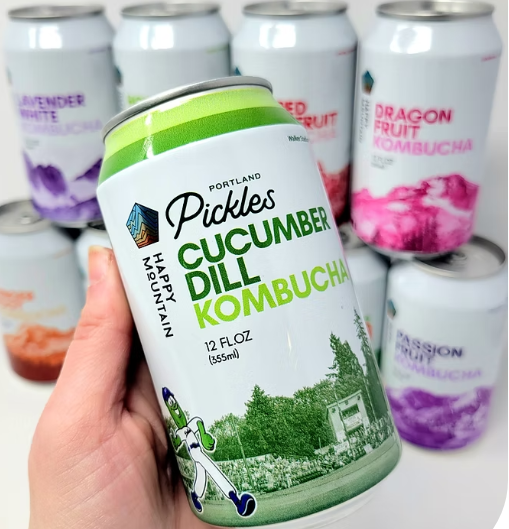 PORTLAND
Pickles
CUCUMBER
DILL
KOMBUCHA
HAPPY
MOUNTAIN
12 FL.OZ
(355ml)
LAVENDER
WHITE
KOMBUCHA
RED
DRAGON
FRUIT
KOMBUCHA
PASSION
FRUIT
KOMBUCHA